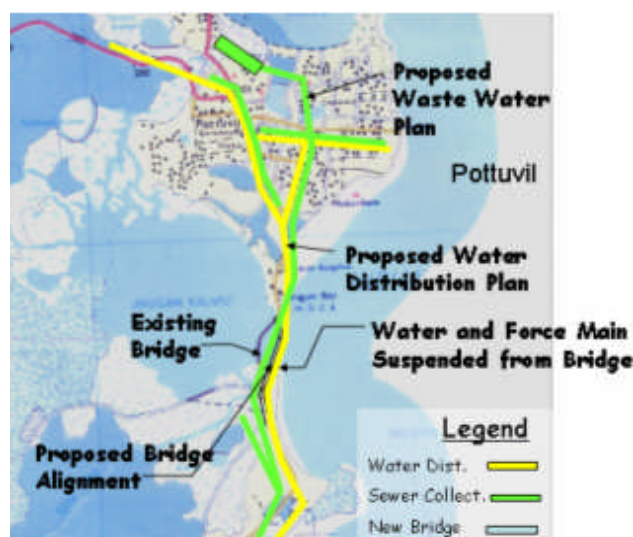 Proposed
Waste Water
Plan
Pottuvil
Proposed Water
Distribution Plan
Existing
Bridge
Water and Force Main
Suspended from Bridge
Proposed Bridge
Alignment
Legend
Water Dist.
Sewer Collect.
New Bridge